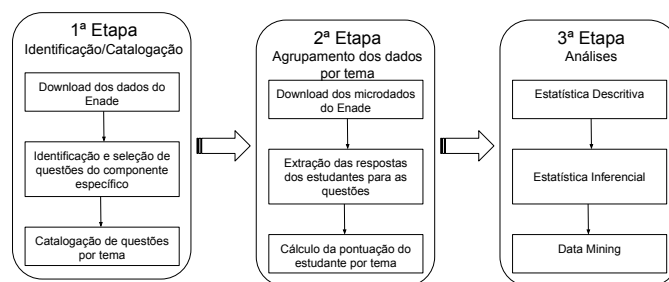 1ª Etapa
Identificação/Catalogação
Download dos dados do
Enade
Identificação e seleção de
questões do componente
específico
Catalogação de questões
por tema
2ª Etapa
Agrupamento dos dados
por tema
Download dos microdados
do Enade
Extração das respostas
dos estudantes para as
questões
Cálculo da pontuação do
estudante por tema
3ª Etapa
Análises
Estatística Descritiva
Estatística Inferencial
Data Mining